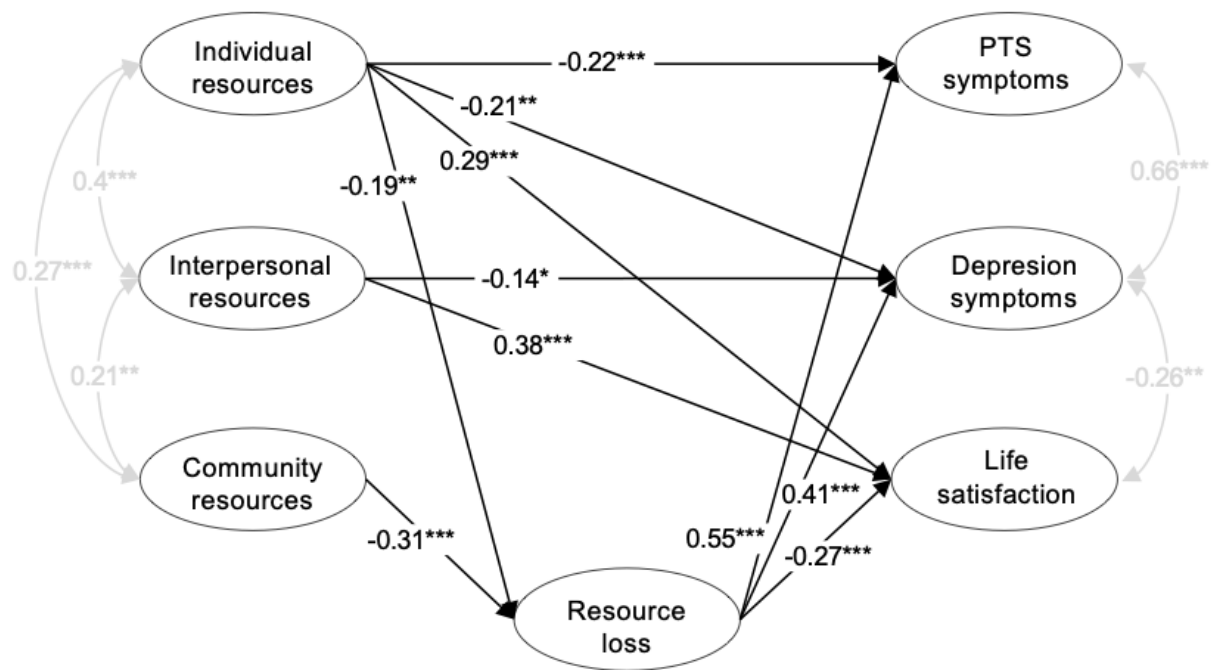 Individual
resources
PTS
symptoms
-0.22***
-0.21**
0.29***
-0.19**
0.4***
0.66***
0.27***
Interpersonal
resources
-0.14*
Depresion
symptoms
0.38***
0.21**
-0.26**
Community
resources
Life
satisfaction
0.41***
-0.31***
0.55***
-0.27***
Resource
loss